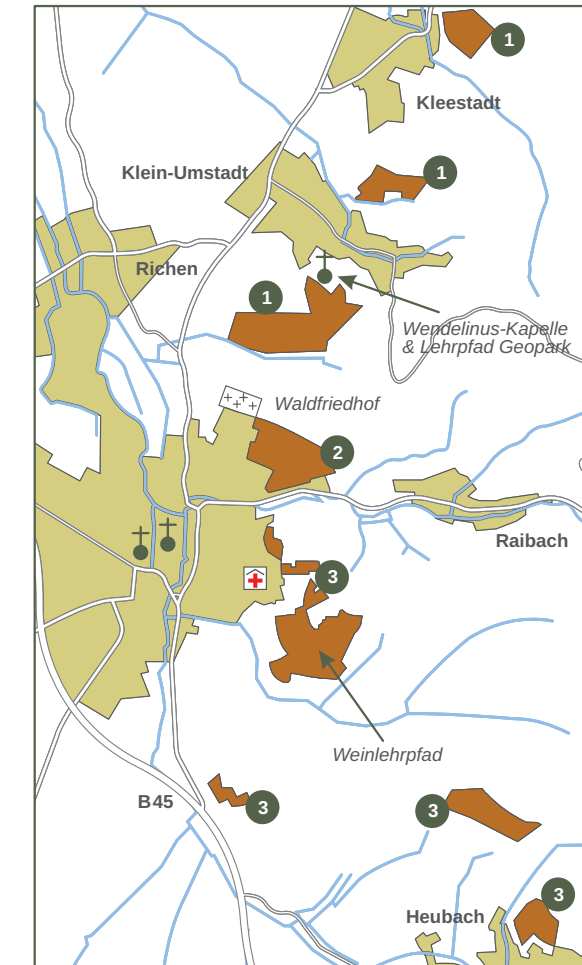 1
Kleestadt
Klein-Umstadt
1
Richen
1
Wendelinus-Kapelle
& Lehrpfad Geopark
Waldfriedhof
2
Raibach
3
Weinlehrpfad
B45
3
3
3
Heubach